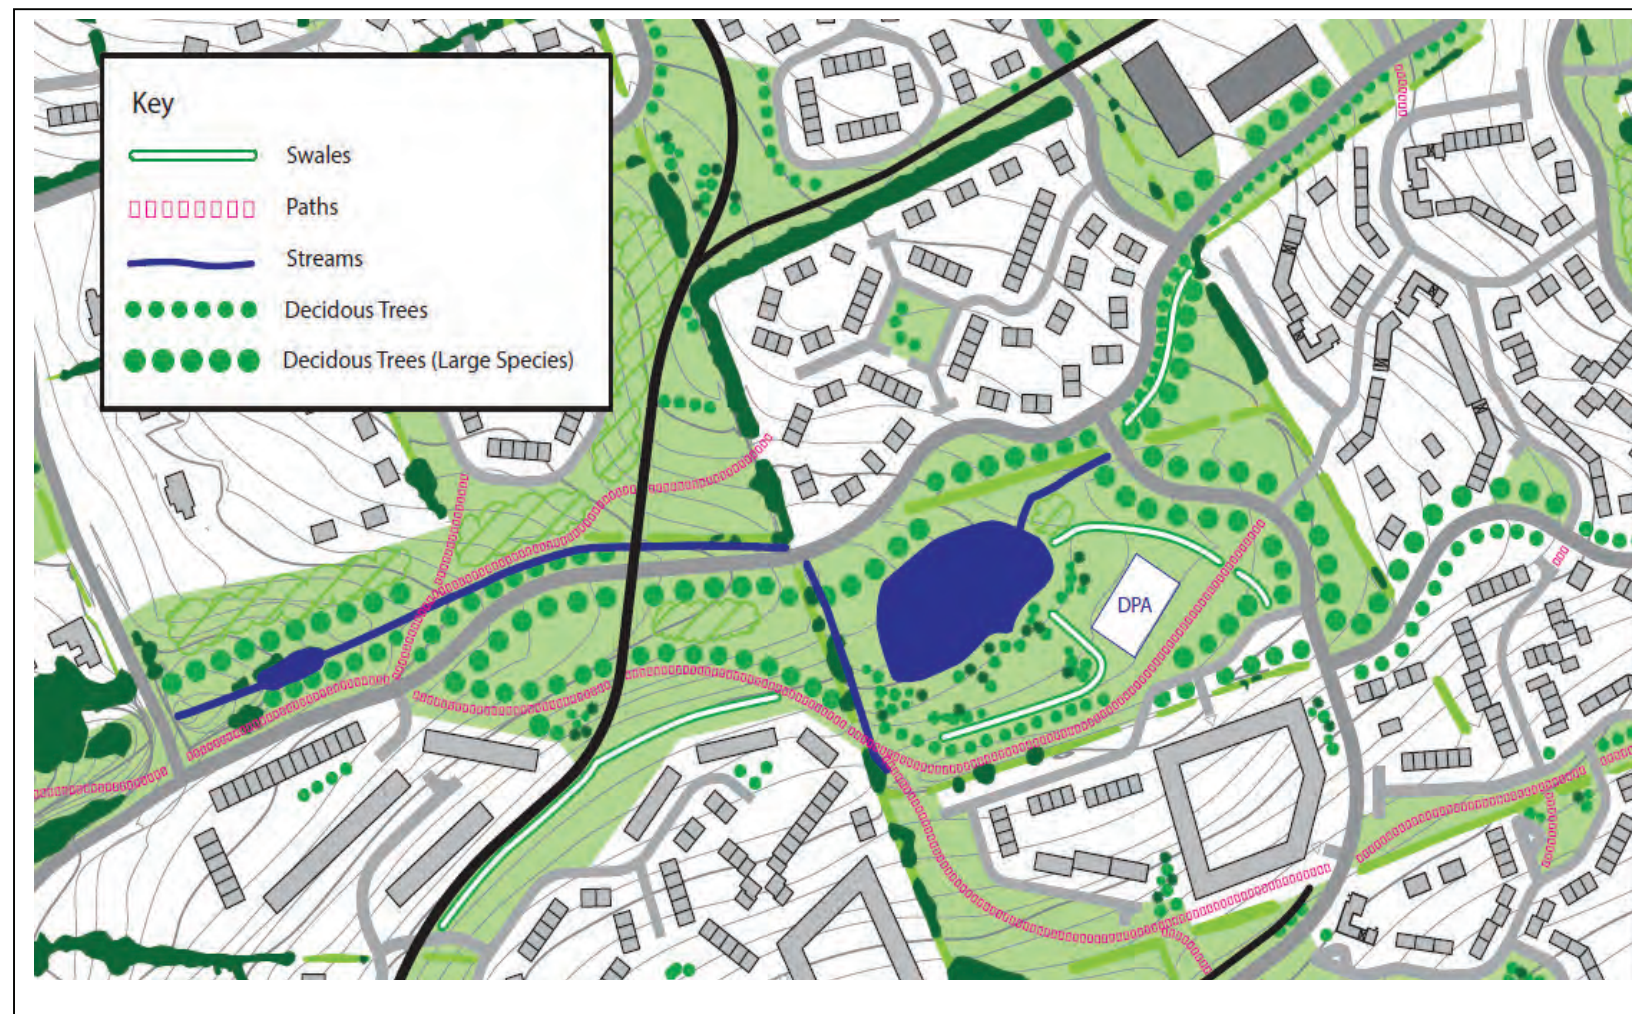 Key
Swales
Paths
Streams
Decidous Trees
Decidous Trees (Large Species)
DPA